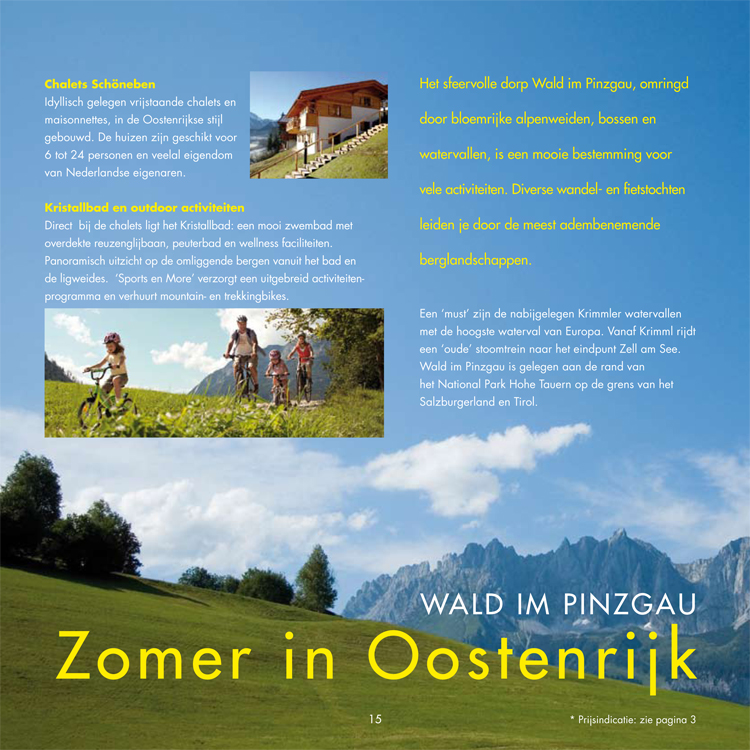 Chalets Schöneben
Idyllisch gelegen vrijstaande chalets en
maisonnettes, in de Oostenrijkse stijl
gebouwd. De huizen zijn geschikt voor
6 tot 24 personen en veelal eigendom
van Nederlandse eigenaren.
Kristallbad en outdoor activiteiten
Direct bij de chalets ligt het Kristallbad: een mooi zwembad met
overdekte reuzenglijbaan, peuterbad en wellness faciliteiten.
Panoramisch uitzicht op de omliggende bergen vanuit het bad en
de ligweides. ‘Sports en More’ verzorgt een uitgebreid activiteiten-
programma en verhuurt mountain- en trekkingbikes.
Het sfeervolle dorp Wald im Pinzgau, omringd
door bloemrijke alpenweiden, bossen en
watervallen, is een mooie bestemming voor
vele activiteiten. Diverse wandel- en fietstochten
leiden je door de meest adembenemende
berglandschappen.
Een ‘must’ zijn de nabijgelegen Krimmler watervallen
met de hoogste waterval van Europa. Vanaf Krimml rijdt
een ‘oude’ stoomtrein naar het eindpunt Zell am See.
Wald im Pinzgau is gelegen aan de rand van
het National Park Hohe Tauern op de grens van het
Salzburgerland en Tirol.
WALD IM PINZGAU
Zomer in Oostenrijk
15
* Prijsindicatie: zie pagina 3